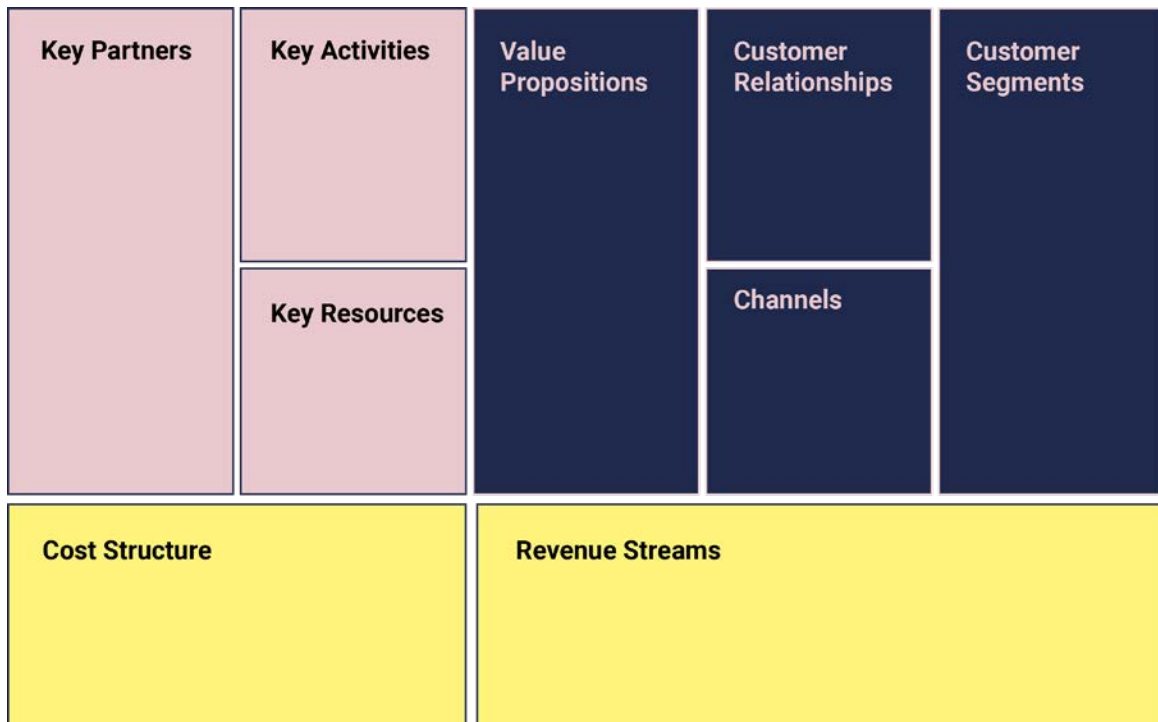 Key Partners
Key Activities
Key Resources
Value
Propositions
Customer
Relationships
Channels
Customer
Segments
Cost Structure
Revenue Streams